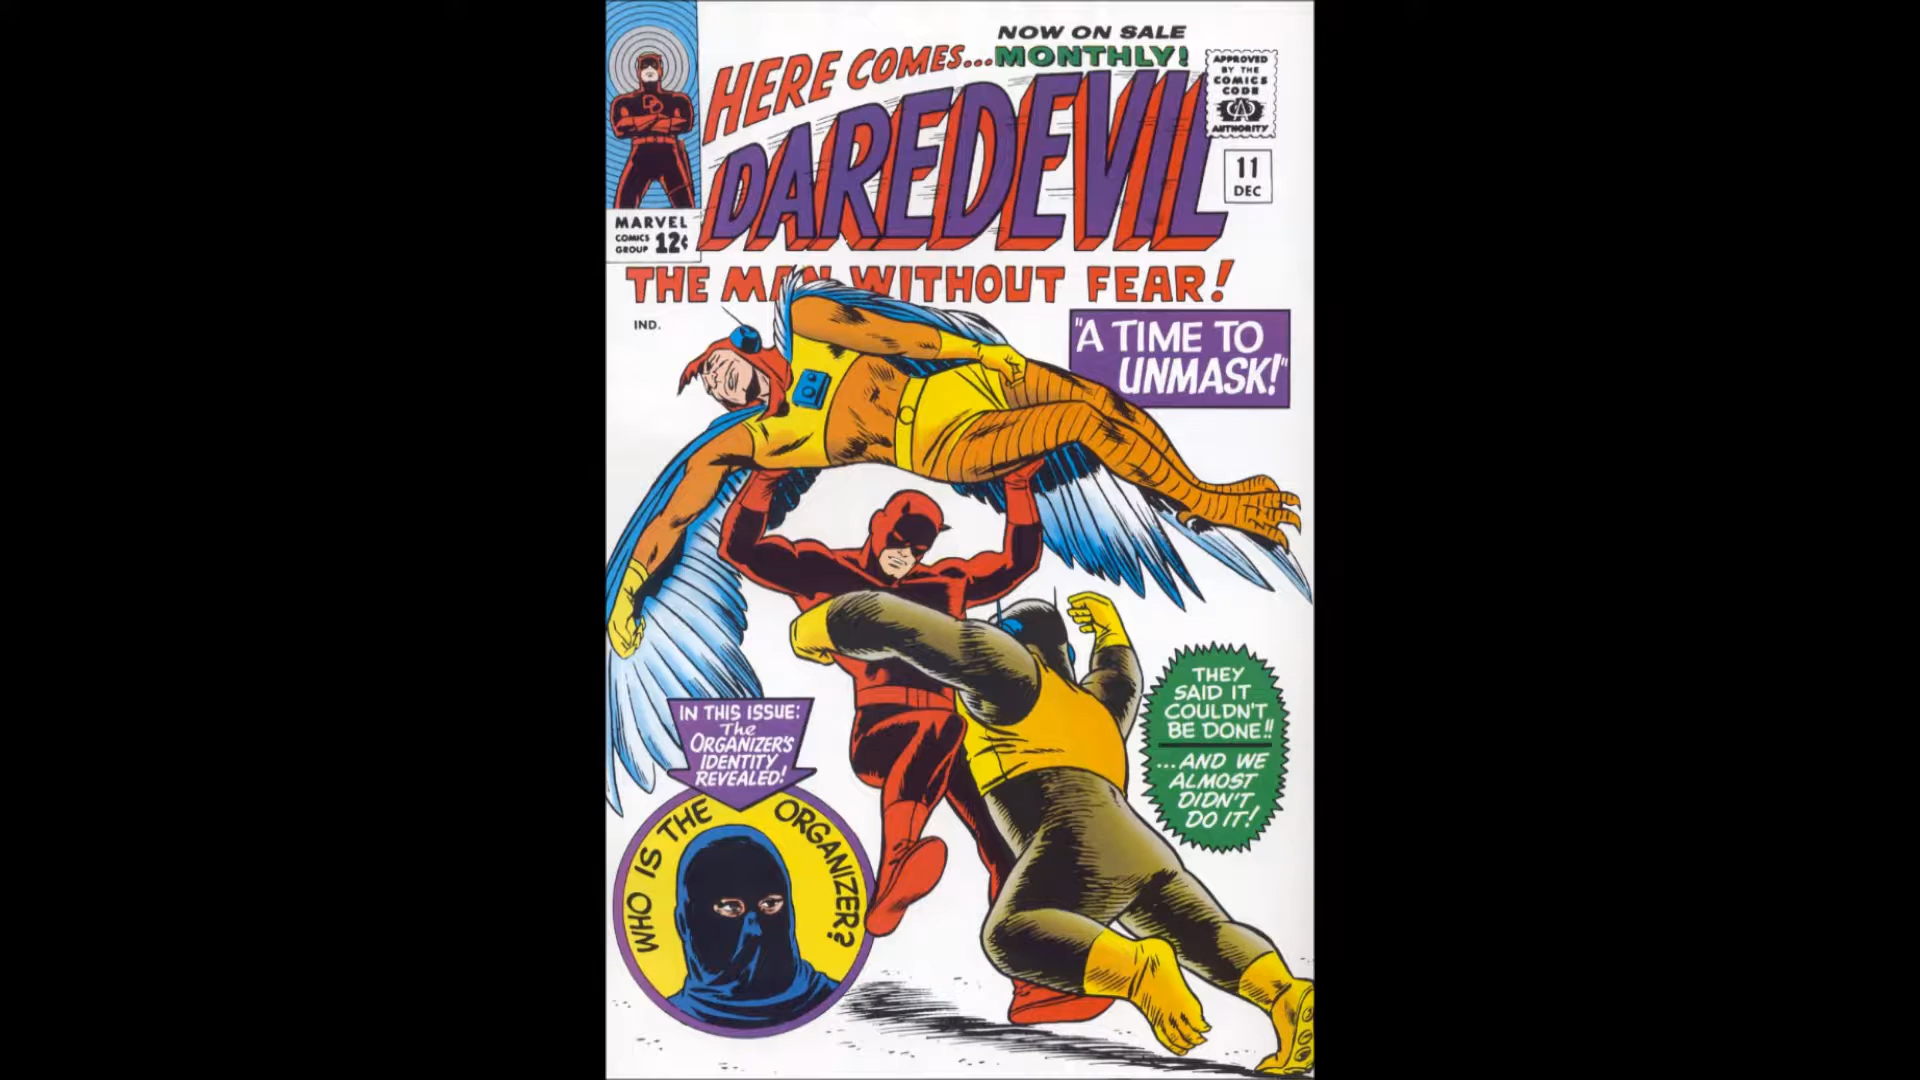 NOW ON SALE
HERE COMES...MONTHLY!
DAREDEVIL
THE MAN WITHOUT FEAR!
APPROVED
BY THE
COMICS
CODE
AUTHORITY
11
DEC
MARVEL
COMICS
GROUP 12¢
DD
IND.
"A TIME TO
UNMASK!"
IN THIS ISSUE:
The
ORGANIZER'S
IDENTITY
REVEALED!
WHO IS THE ORGANIZER?
THEY
SAID IT
COULDN'T
BE DONE!!
...AND WE
ALMOST
DIDN'T
DO IT!